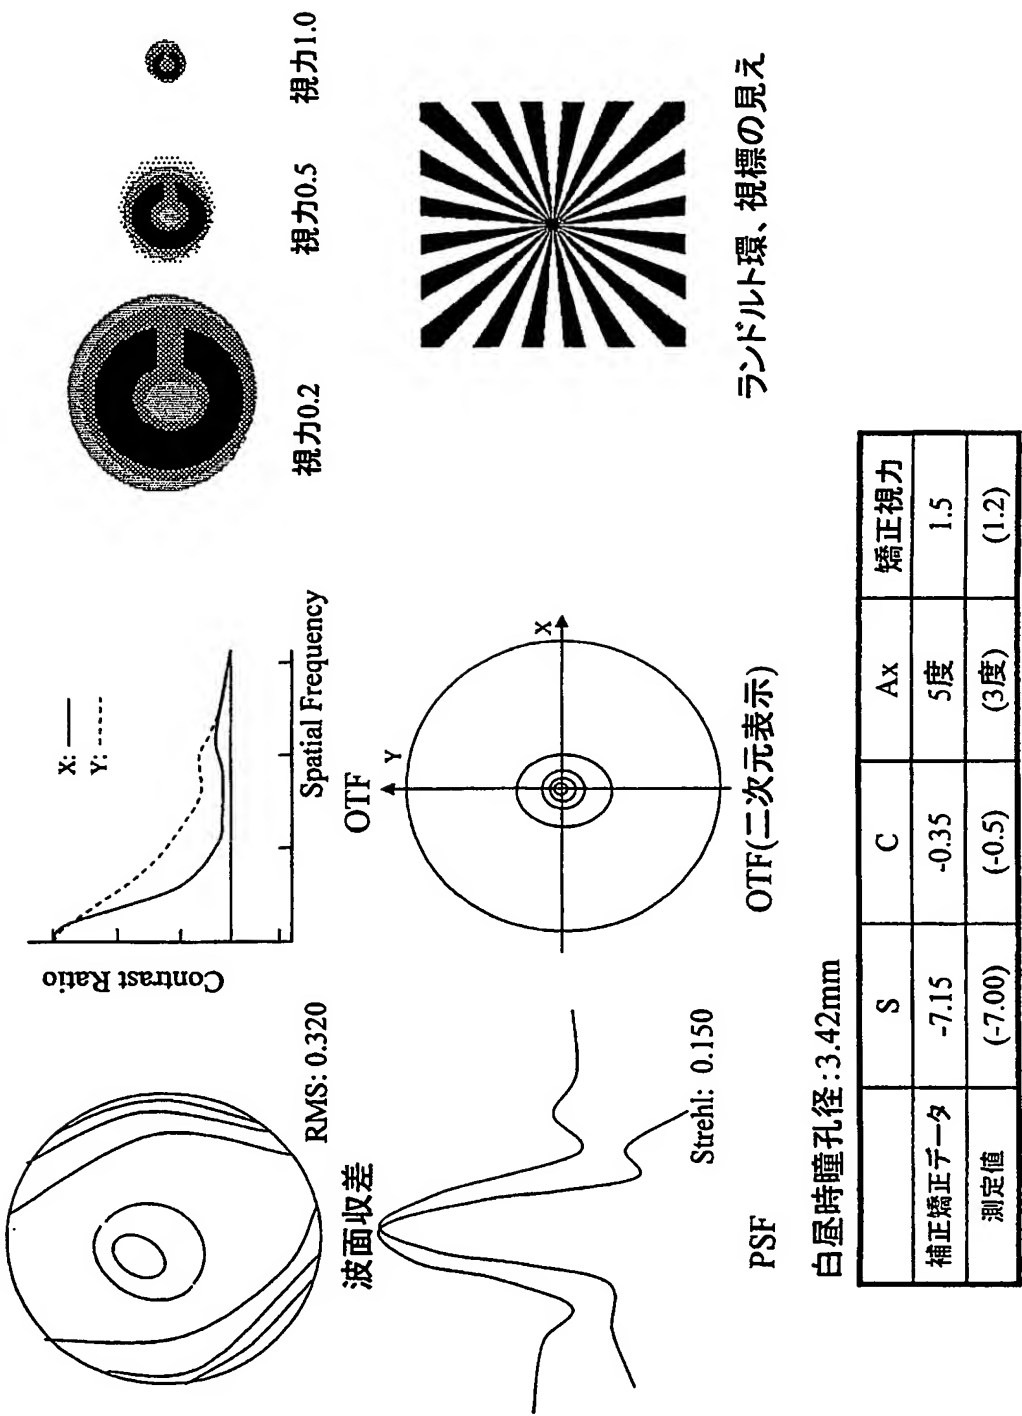 RMS: 0.320
波面収差
Contrast Ratio
X:
Y:
Spatial Frequency
OTF
視力0.2
視力0.5
視力1.0
Strehl: 0.150
PSF
Y
X
OTF(二次元表示)
ランドルト環、視標の見え
白昼時瞳孔径:3.42mm
S C Ax 矯正視力
補正矯正データ -7.15 -0.35 5度 1.5
測定値 (-7.00) (-0.5) (3度) (1.2)